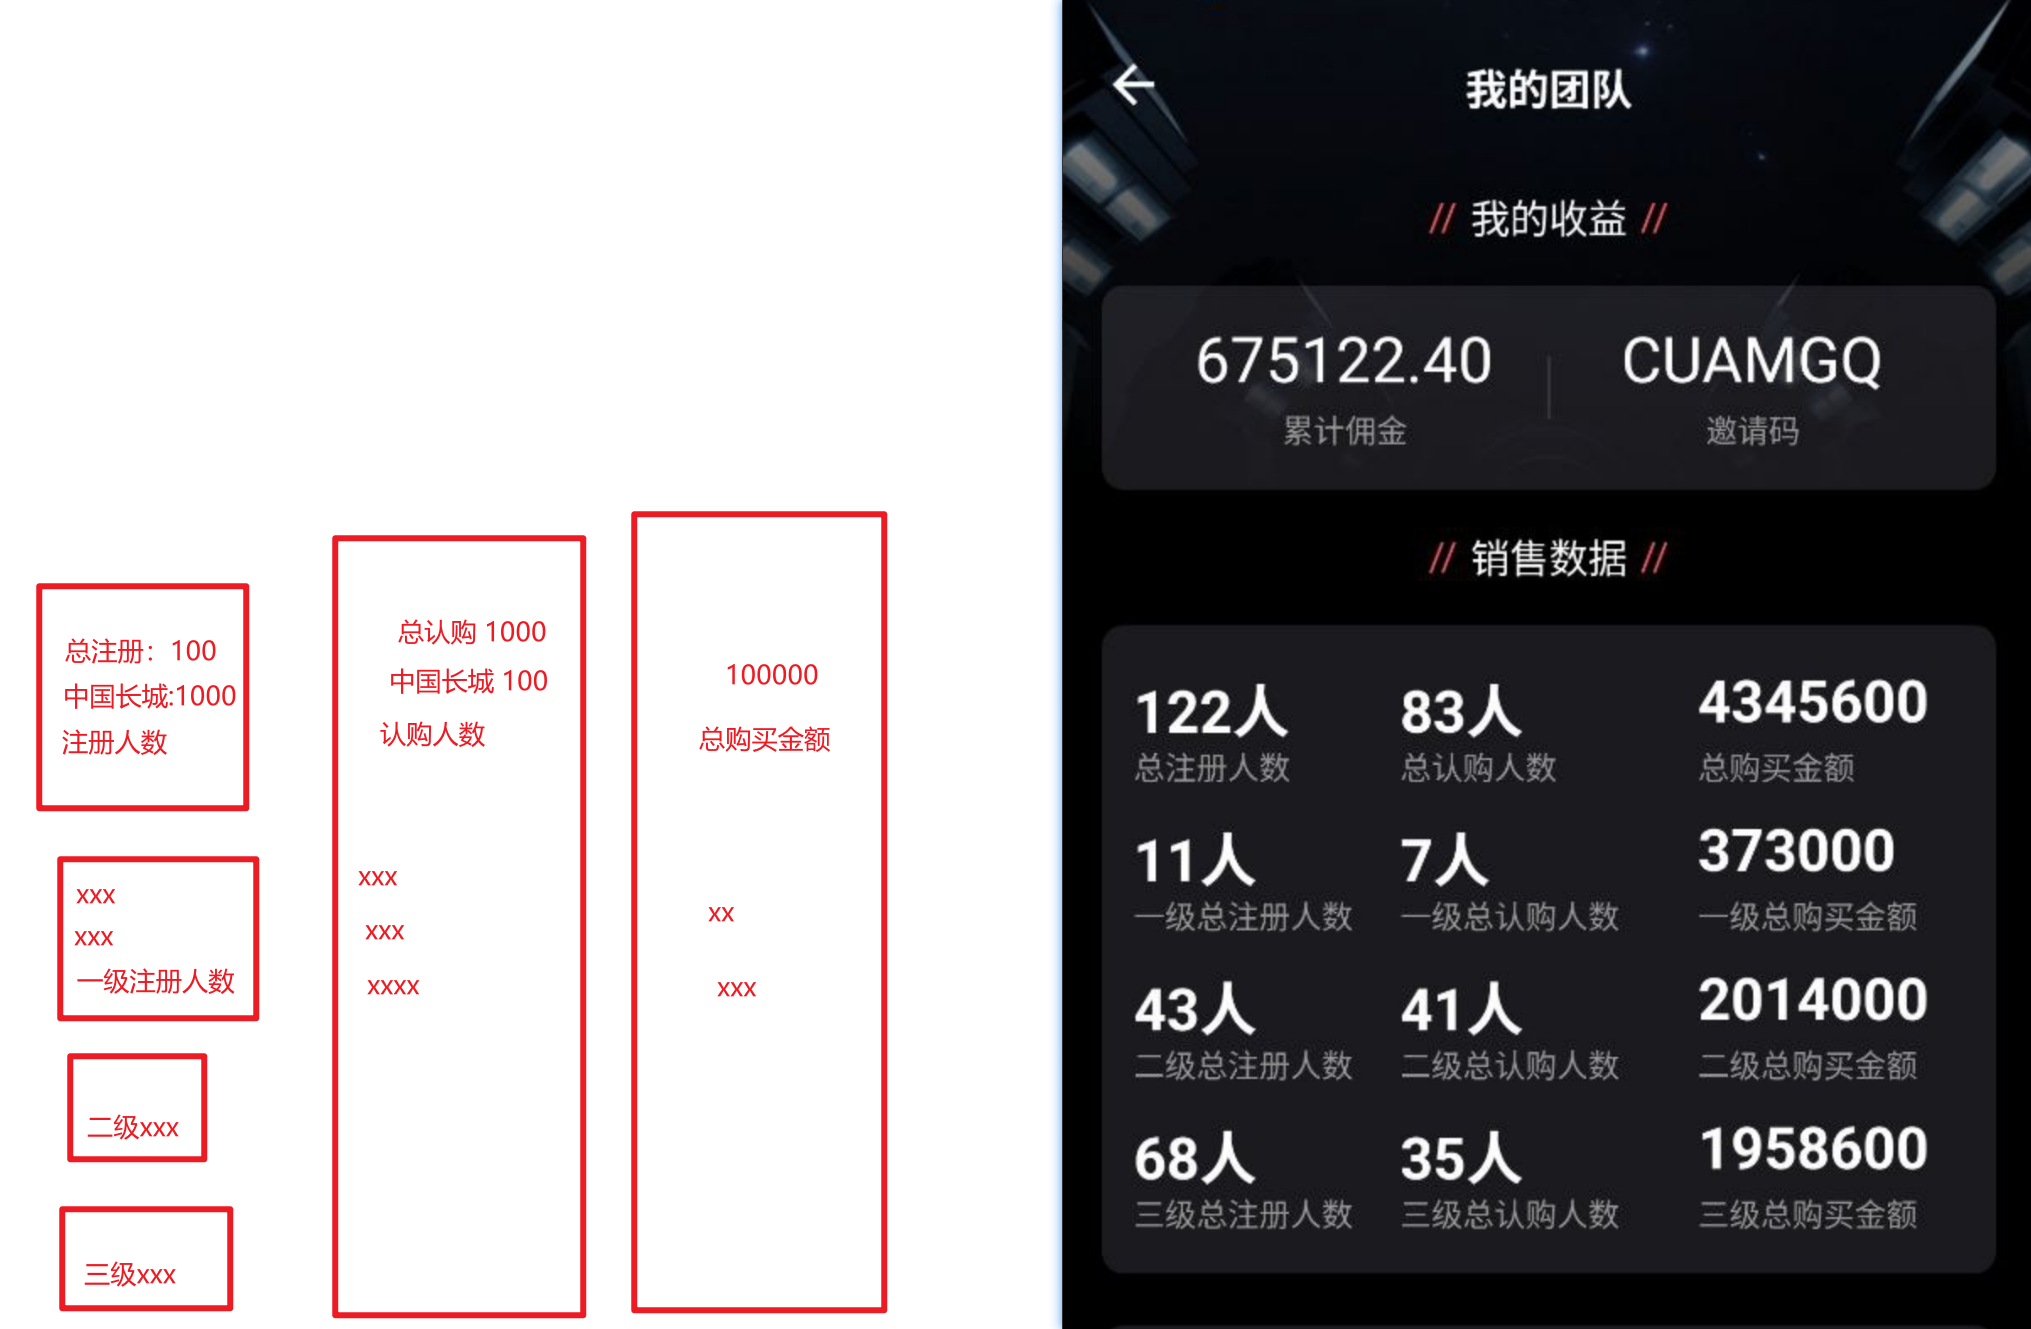 总注册：100
中国长城:1000
注册人数
xxx
xxx
一级注册人数
二级xxx
三级xxx
总认购 1000
中国长城 100
认购人数
xxx
xxx
xxxx
100000
总购买金额
xx
xxx
我的团队
// 我的收益 //
675122.40
累计佣金
CUAMGQ
邀请码
// 销售数据 //
122人
总注册人数
83人
总认购人数
4345600
总购买金额
11人
一级总注册人数
7人
一级总认购人数
373000
一级总购买金额
43人
二级总注册人数
41人
二级总认购人数
2014000
二级总购买金额
68人
三级总注册人数
35人
三级总认购人数
1958600
三级总购买金额